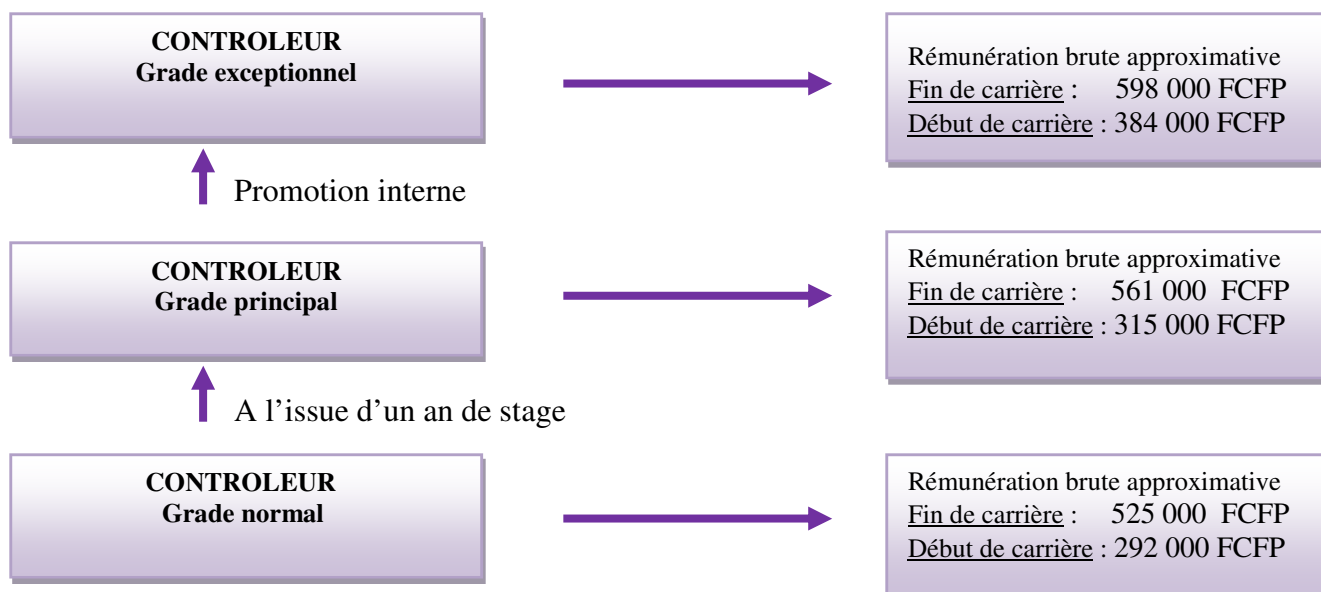 CONTROLEUR
Grade exceptionnel
Rémunération brute approximative
Fin de carrière : 598 000 FCFP
Début de carrière : 384 000 FCFP
Promotion interne
CONTROLEUR
Grade principal
Rémunération brute approximative
Fin de carrière : 561 000 FCFP
Début de carrière : 315 000 FCFP
A l’issue d’un an de stage
CONTROLEUR
Grade normal
Rémunération brute approximative
Fin de carrière : 525 000 FCFP
Début de carrière : 292 000 FCFP